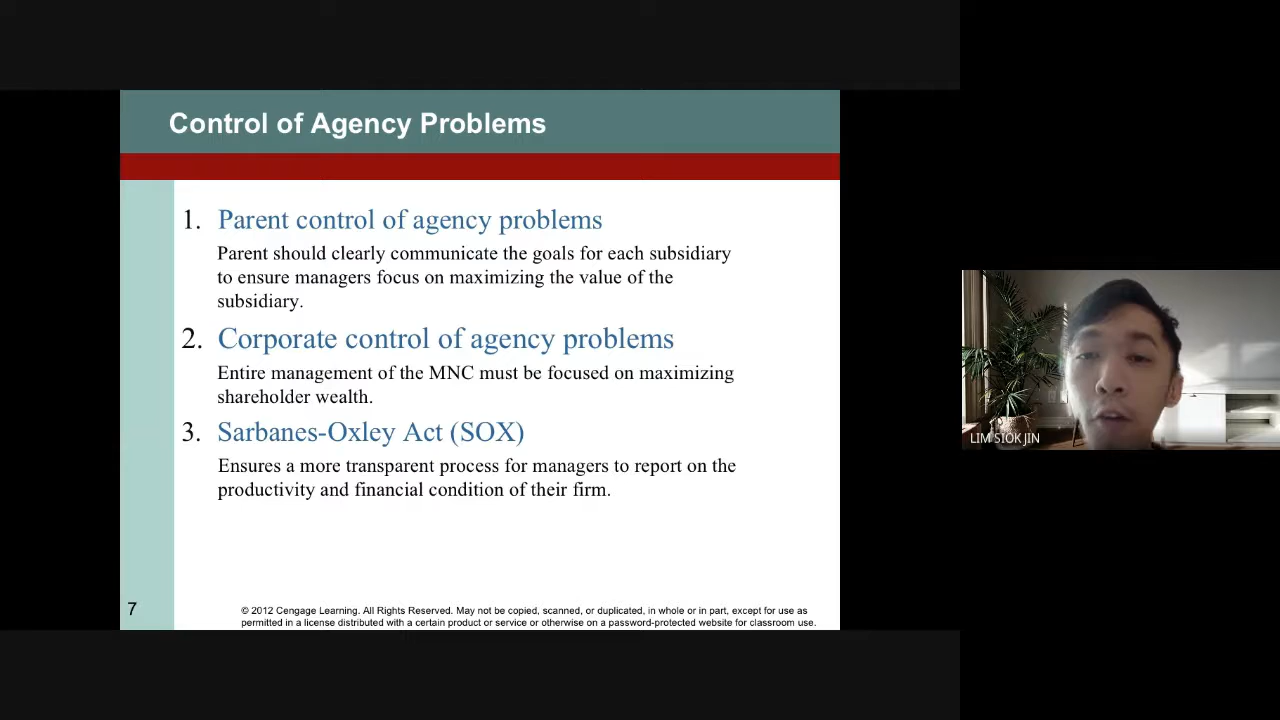 Control of Agency Problems
1. Parent control of agency problems
Parent should clearly communicate the goals for each subsidiary
to ensure managers focus on maximizing the value of the
subsidiary.
2. Corporate control of agency problems
Entire management of the MNC must be focused on maximizing
shareholder wealth.
3. Sarbanes-Oxley Act (SOX)
Ensures a more transparent process for managers to report on the
productivity and financial condition of their firm.
7
© 2012 Cengage Learning. All Rights Reserved. May not be copied, scanned, or duplicated, in whole or in part, except for use as
permitted in a license distributed with a certain product or service or otherwise on a password-protected website for classroom use.
LIM SIOK JIN